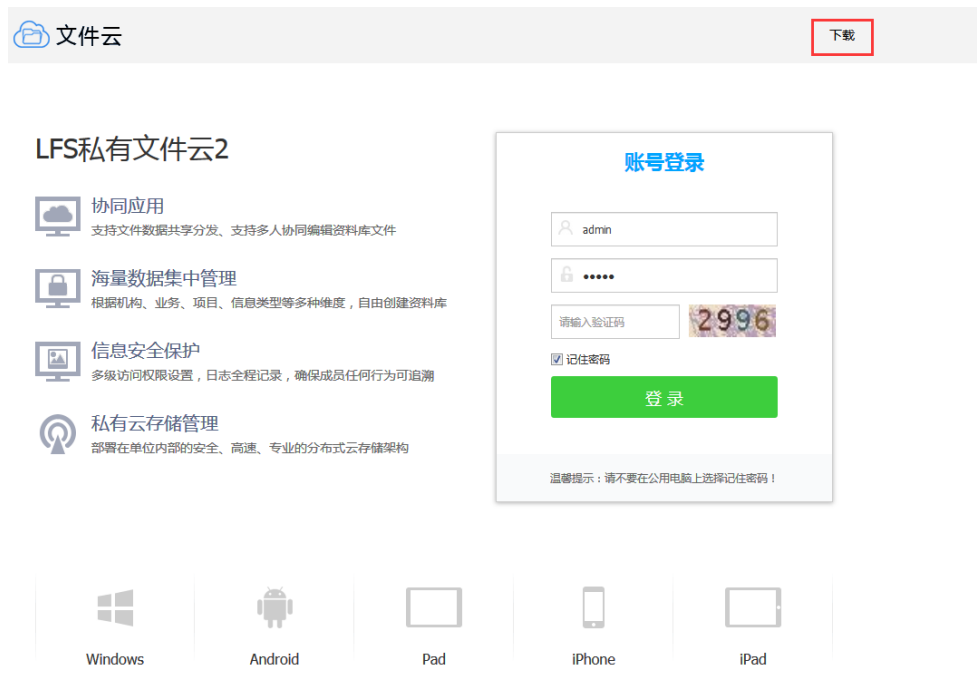 文件云
下载
LFS私有文件云2
协同应用
支持文件数据共享分发、支持多人协同编辑资料库文件
海量数据集中管理
根据机构、业务、项目、信息类型等多种维度，自由创建资料库
信息安全保护
多级访问权限设置，日志全程记录，确保成员任何行为可追溯
私有云存储管理
部署在单位内部的安全、高速、专业的分布式云存储架构
账号登录
admin
•••••
请输入验证码
2996
记住密码
登 录
温馨提示：请不要在公用电脑上选择记住密码！
Windows
Android
Pad
iPhone
iPad